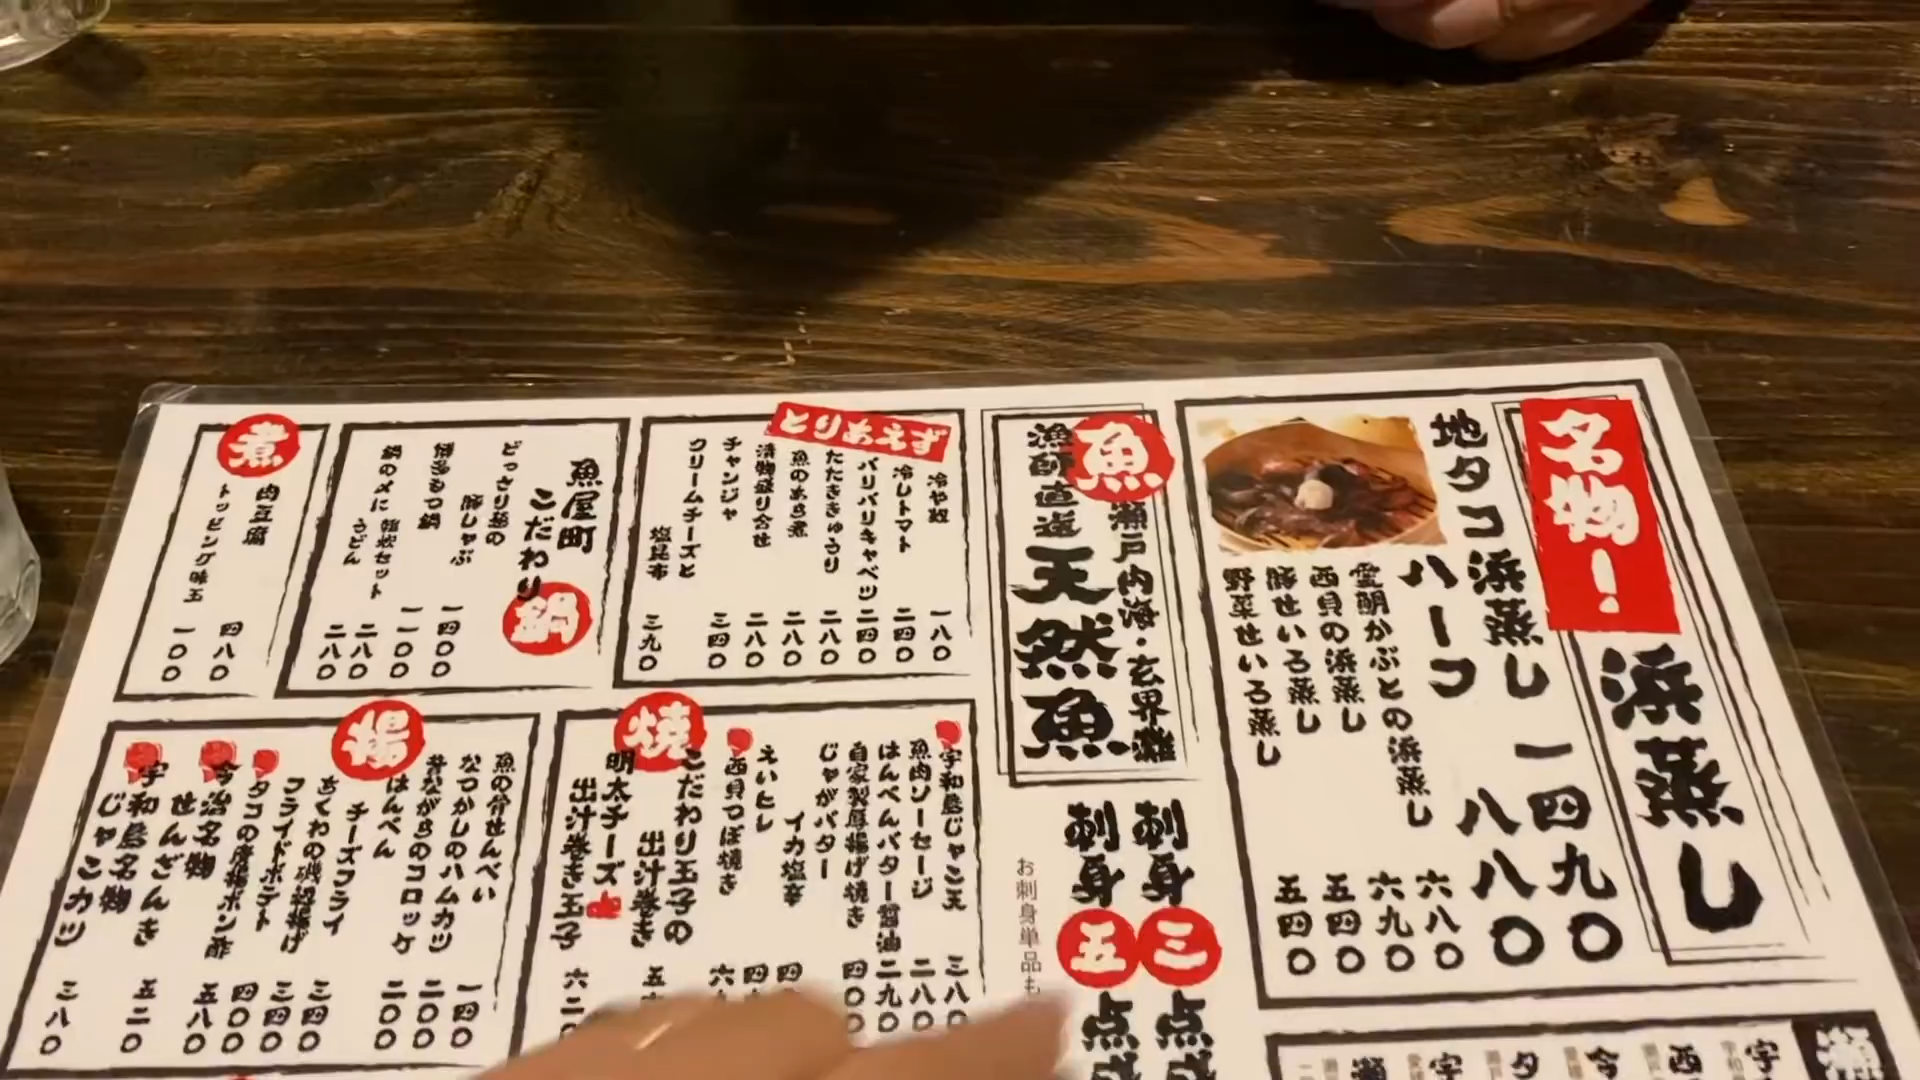 名物！
浜蒸し
地タコ浜蒸し 一四九〇
ハーフ 八八〇
愛鯛かぶとの浜蒸し 六八〇
西貝の浜蒸し 六九〇
豚せいろ蒸し 五四〇
野菜せいろ蒸し 五四〇
魚
瀬戸内海・玄界灘
漁師直送
天然魚
刺身三点盛
刺身五点盛
お刺身単品も
とりあえず
冷やっこ 一八〇
冷しトマト 二四〇
バリバリキャベツ 二四〇
たたききゅうり 二八〇
魚のあら煮 二八〇
漬物盛り合せ 二八〇
チャンジャ 三四〇
クリームチーズと
塩昆布 三九〇
魚屋町
こだわり
鍋
どっさり葱の
豚しゃぶ 一四〇〇
博多もつ鍋 一一〇〇
鍋の〆に 雑炊セット 二八〇
うどん 二八〇
煮
肉豆腐 四八〇
トッピング味玉 一〇〇
焼
宇和島じゃこ天 三八〇
魚肉ソーセージ 二八〇
はんぺんバター醤油 二九〇
自家製厚揚げ焼き 四〇〇
じゃがバター
イカ塩辛
えいヒレ
西貝つぼ焼き
こだわり玉子の
出汁巻き
明太チーズ
出汁巻き玉子 六二〇
揚
魚の骨せんべい 一四〇
なつかしのハムカツ 二〇〇
昔ながらのコロッケ 二〇〇
はんぺん
チーズフライ
ちくわの磯辺揚げ 三四〇
フライドポテト 三四〇
タコの唐揚ポン酢 四〇〇
今治名物
せんざんき 五八〇
宇和島名物
じゃこカツ 三八〇